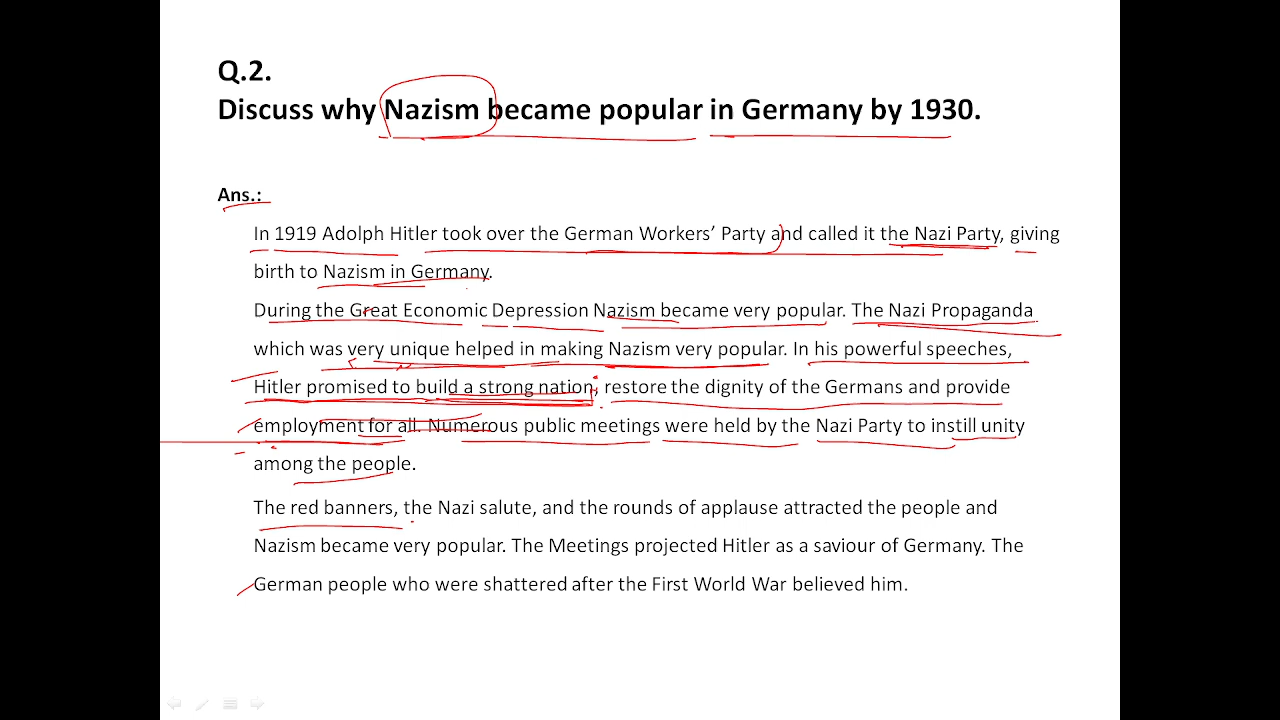 Q.2.
Discuss why Nazism became popular in Germany by 1930.
Ans.:
In 1919 Adolph Hitler took over the German Workers’ Party and called it the Nazi Party, giving
birth to Nazism in Germany.
During the Great Economic Depression Nazism became very popular. The Nazi Propaganda
which was very unique helped in making Nazism very popular. In his powerful speeches,
Hitler promised to build a strong nation, restore the dignity of the Germans and provide
employment for all. Numerous public meetings were held by the Nazi Party to instill unity
among the people.
The red banners, the Nazi salute, and the rounds of applause attracted the people and
Nazism became very popular. The Meetings projected Hitler as a saviour of Germany. The
German people who were shattered after the First World War believed him.